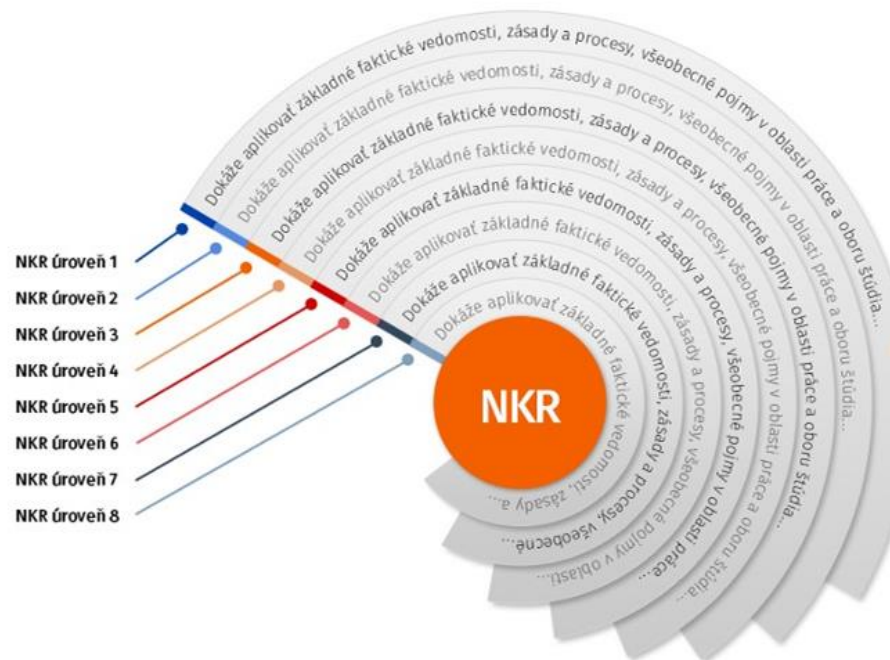 Dokáže aplikovať základné faktické vedomosti, zásady a procesy, všeobecné pojmy v oblasti práce a oboru štúdia...
Dokáže aplikovať základné faktické vedomosti, zásady a procesy, všeobecné pojmy v oblasti práce a oboru štúdia...
Dokáže aplikovať základné faktické vedomosti, zásady a procesy, všeobecné pojmy v oblasti práce a oboru štúdia...
Dokáže aplikovať základné faktické vedomosti, zásady a procesy, všeobecné pojmy v oblasti práce a oboru štúdia...
Dokáže aplikovať základné faktické vedomosti, zásady a procesy, všeobecné pojmy v oblasti práce...
Dokáže aplikovať základné faktické vedomosti, zásady a procesy, všeobecné pojmy v oblasti...
Dokáže aplikovať základné faktické vedomosti, zásady a procesy, všeobecné...
Dokáže aplikovať základné faktické vedomosti, zásady a...
NKR úroveň 1
NKR úroveň 2
NKR úroveň 3
NKR úroveň 4
NKR úroveň 5
NKR úroveň 6
NKR úroveň 7
NKR úroveň 8
NKR